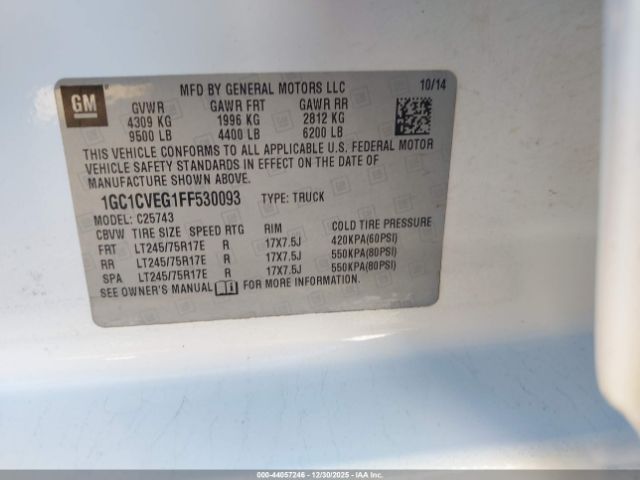 GM
MFD BY GENERAL MOTORS LLC 10/14
GVWR GAWR FRT GAWR RR
4309 KG 1996 KG 2812 KG
9500 LB 4400 LB 6200 LB
THIS VEHICLE CONFORMS TO ALL APPLICABLE U.S. FEDERAL MOTOR
VEHICLE SAFETY STANDARDS IN EFFECT ON THE DATE OF
MANUFACTURE SHOWN ABOVE.
1GC1CVEG1FF530093 TYPE: TRUCK
MODEL: C25743
CBVW TIRE SIZE SPEED RTG RIM COLD TIRE PRESSURE
FRT LT245/75R17E R 17X7.5J 420KPA(60PSI)
RR LT245/75R17E R 17X7.5J 550KPA(80PSI)
SPA LT245/75R17E R 17X7.5J 550KPA(80PSI)
SEE OWNER'S MANUAL FOR MORE INFORMATION.
000-44057246 - 12/30/2025 - IAA Holdings, LLC.